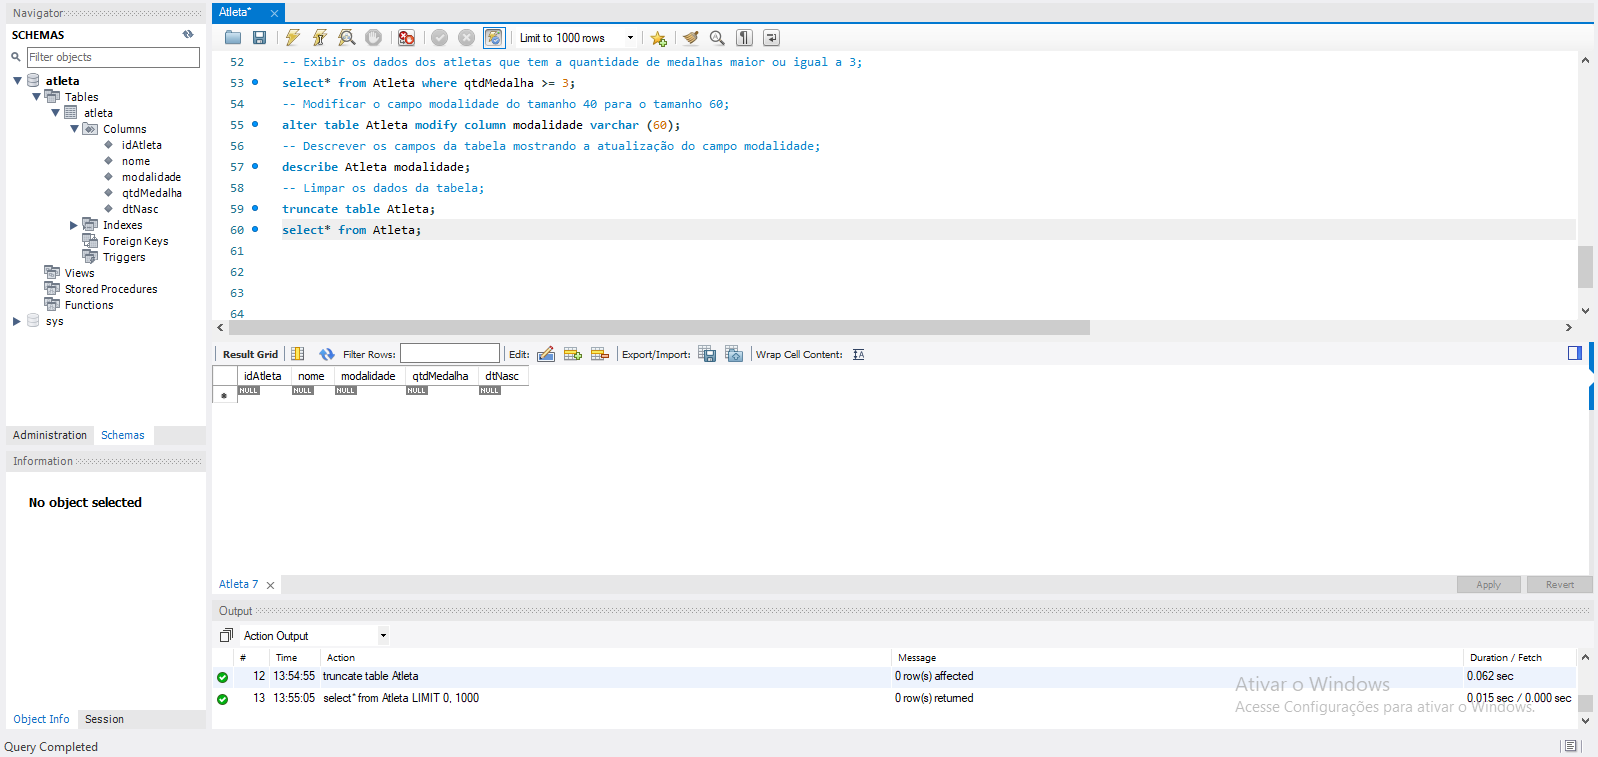 Navigator
SCHEMAS
Filter objects
atleta
Tables
atleta
Columns
idAtleta
nome
modalidade
qtdMedalha
dtNasc
Indexes
Foreign Keys
Triggers
Views
Stored Procedures
Functions
sys
Administration Schemas
Information
No object selected
Object Info Session
Atleta*
Limit to 1000 rows
52 -- Exibir os dados dos atletas que tem a quantidade de medalhas maior ou igual a 3;
53 select* from Atleta where qtdMedalha >= 3;
54 -- Modificar o campo modalidade do tamanho 40 para o tamanho 60;
55 alter table Atleta modify column modalidade varchar (60);
56 -- Descrever os campos da tabela mostrando a atualização do campo modalidade;
57 describe Atleta modalidade;
58 -- Limpar os dados da tabela;
59 truncate table Atleta;
60 select* from Atleta;
61
62
63
64
Result Grid Filter Rows: Edit: Export/Import: Wrap Cell Content: IA
idAtleta nome modalidade qtdMedalha dtNasc
NULL NULL NULL NULL NULL
Atleta 7
Apply Revert
Output
Action Output
# Time Action Message Duration / Fetch
12 13:54:55 truncate table Atleta 0 row(s) affected 0.062 sec
13 13:55:05 select* from Atleta LIMIT 0, 1000 0 row(s) returned 0.015 sec / 0.000 sec
Ativar o Windows
Acesse Configurações para ativar o Windows.
Query Completed